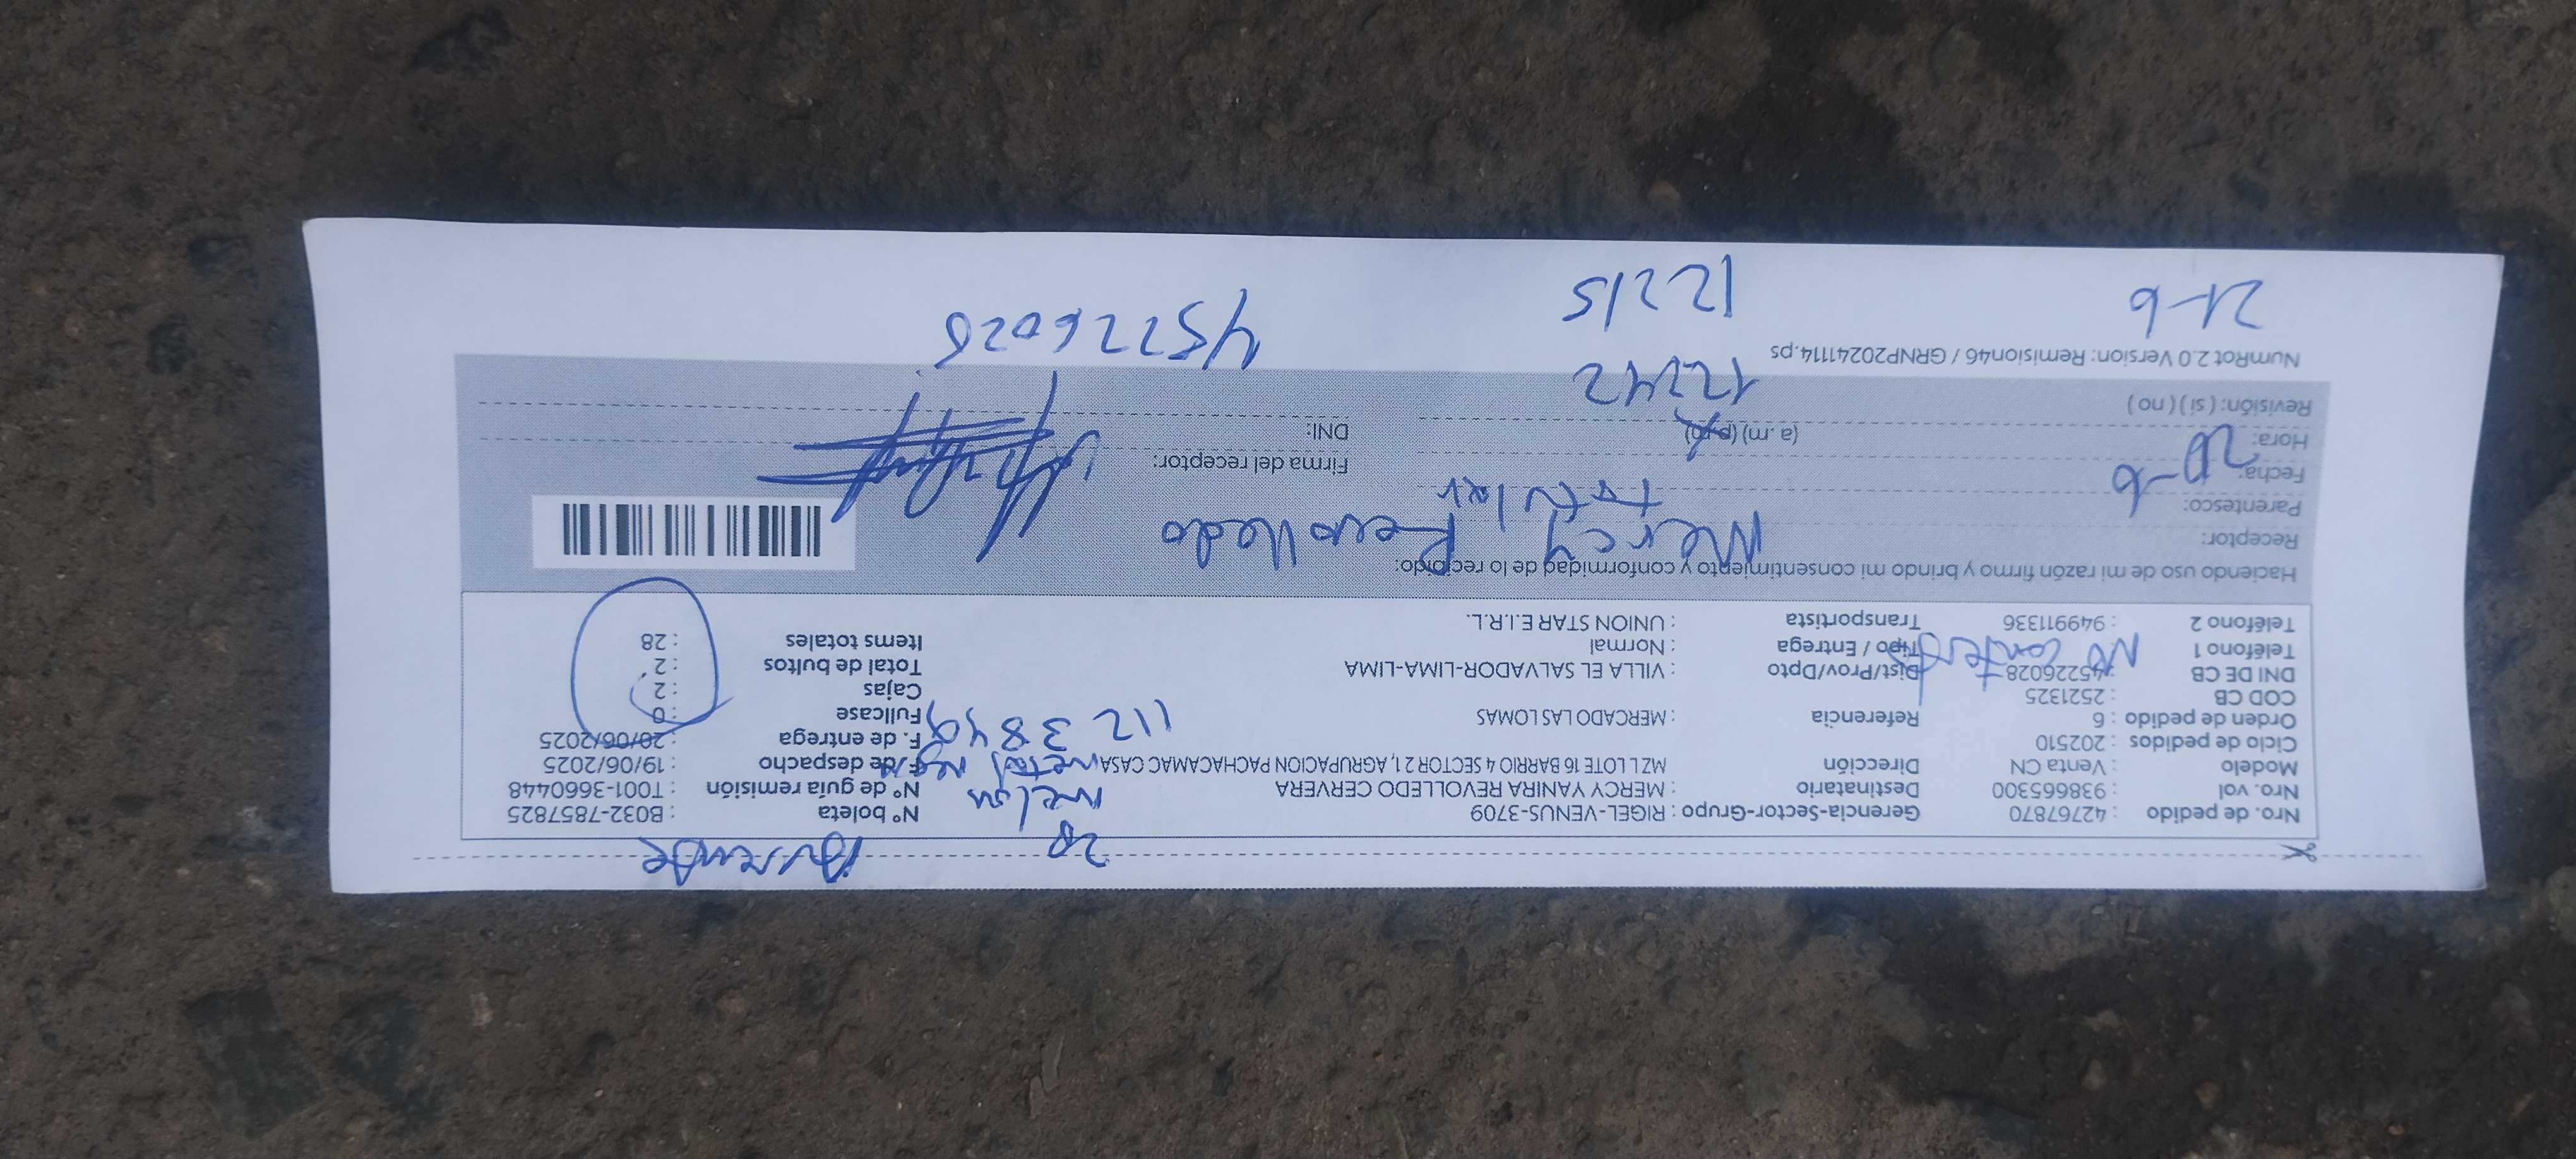 Ausente
20
Nro. de pedido : 42767870 Gerencia-Sector-Grupo : RIGEL-VENUS-3709 N° boleta : B032-7857825
Nro. vol : 938665300 Destinatario : MERCY YANIRA REVOLLEDO CERVERA N° de guía remisión : T001-3660448
melon
Modelo : Venta CN Dirección MZ L LOTE 16 BARRIO 4 SECTOR 2 1, AGRUPACION PACHACAMAC CASA F. de despacho : 19/06/2025
metal negra
Ciclo de pedidos : 202510 F. de entrega : 20/06/2025
Orden de pedido : 6 Referencia : MERCADO LAS LOMAS Fullcase : 0
112 3849
COD CB : 2521325 Cajas : 2
DNI DE CB : 45226028 Dist/Prov/Dpto : VILLA EL SALVADOR-LIMA-LIMA Total de bultos : 2
No contesta
Teléfono 1 Tipo / Entrega : Normal Items totales : 28
Teléfono 2 : 949911336 Transportista : UNION STAR E.I.R.L.
Haciendo uso de mi razón firmo y brindo mi consentimiento y conformidad de lo recibido:
Receptor: Mercy Revolledo
Parentesco: titular
Fecha: 20-6 Firma del receptor:
Hora: (a.m.) (p.m) DNI:
Revisión: ( si ) ( no ) 12242
NumRot 2.0 Version: Remision46 / GRNP20241114.ps 45226028
21-6 12215